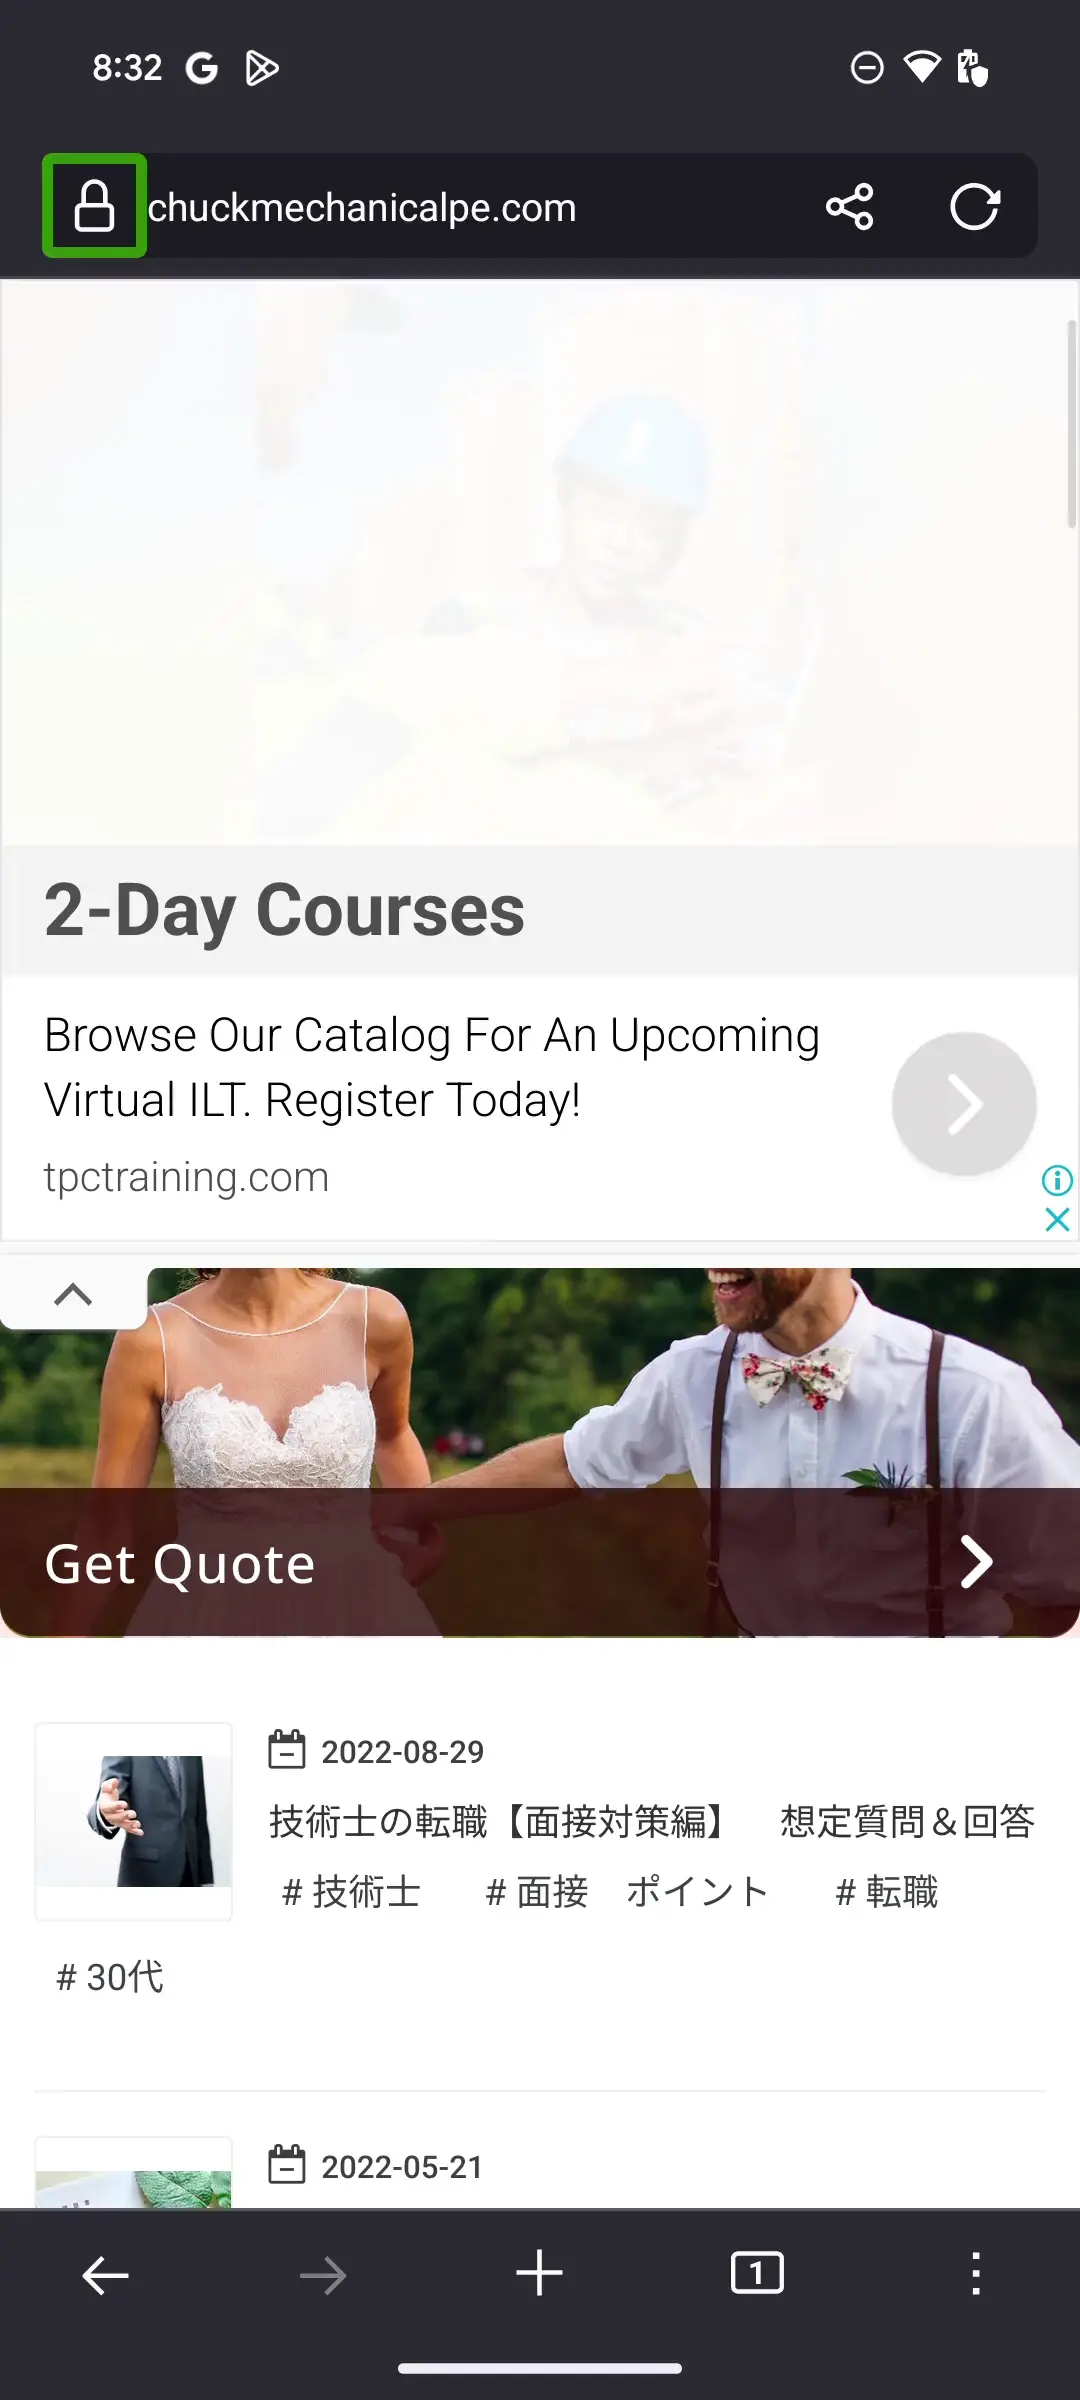 8:32
chuckmechanicalpe.com
2-Day Courses
Browse Our Catalog For An Upcoming
Virtual ILT. Register Today!
tpctraining.com
Get Quote
2022-08-29
技術士の転職【面接対策編】　想定質問＆回答
# 技術士　# 面接　ポイント　# 転職
# 30代
2022-05-21
1